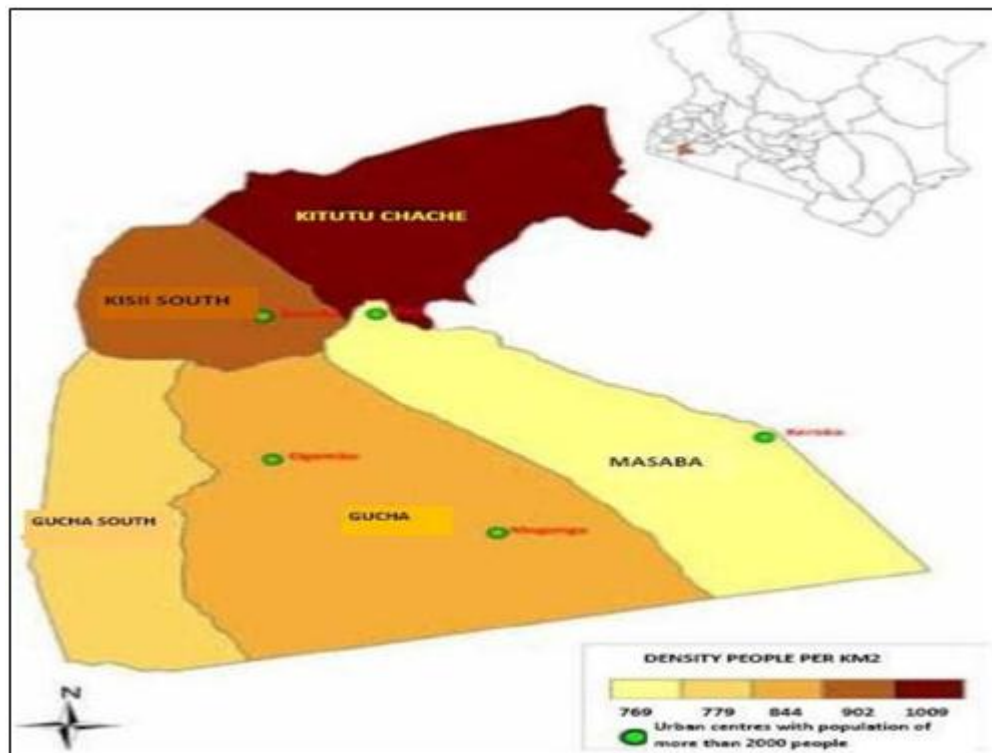 KITUTU CHACHE
KISII SOUTH
MASABA
GUCHA SOUTH
GUCHA
N
DENSITY PEOPLE PER KM2
769 779 844 902 1009
Urban centres with population of
more than 2000 people